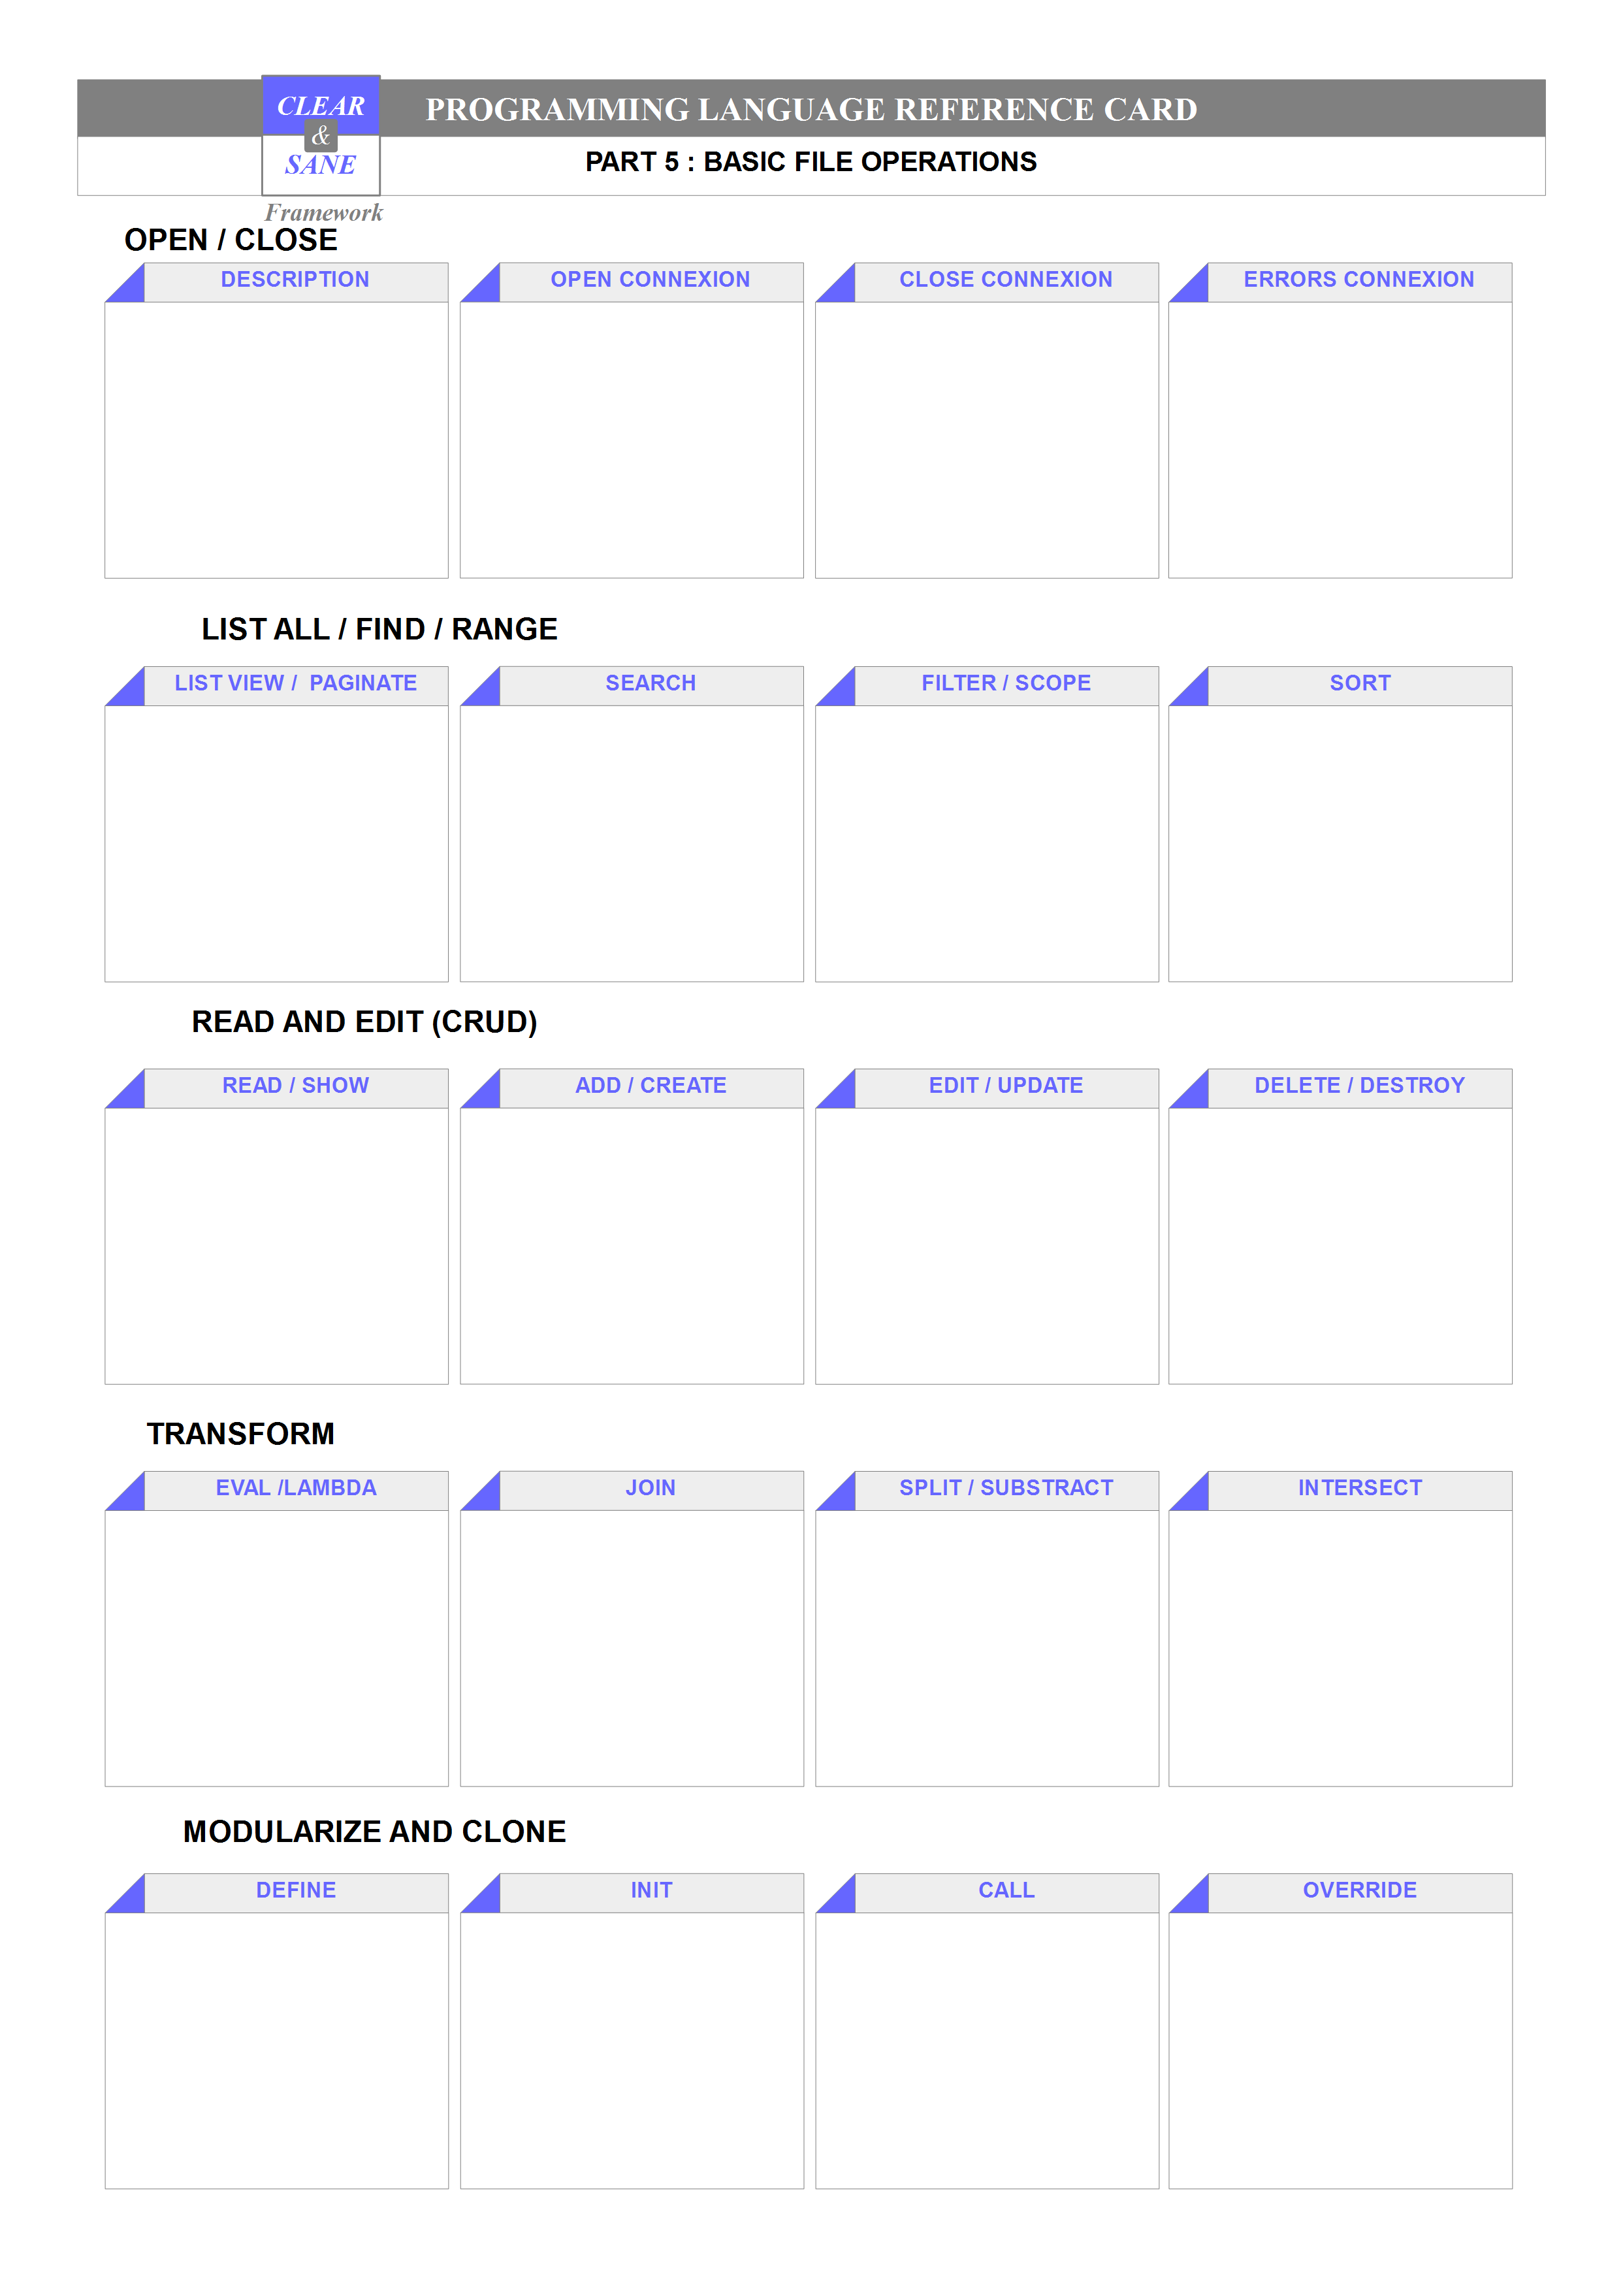 CLEAR
&
SANE
Framework
PROGRAMMING LANGUAGE REFERENCE CARD
PART 5 : BASIC FILE OPERATIONS
OPEN / CLOSE
DESCRIPTION
OPEN CONNEXION
CLOSE CONNEXION
ERRORS CONNEXION
LIST ALL / FIND / RANGE
LIST VIEW /  PAGINATE
SEARCH
FILTER / SCOPE
SORT
READ AND EDIT (CRUD)
READ / SHOW
ADD / CREATE
EDIT / UPDATE
DELETE / DESTROY
TRANSFORM
EVAL /LAMBDA
JOIN
SPLIT / SUBSTRACT
INTERSECT
MODULARIZE AND CLONE
DEFINE
INIT
CALL
OVERRIDE